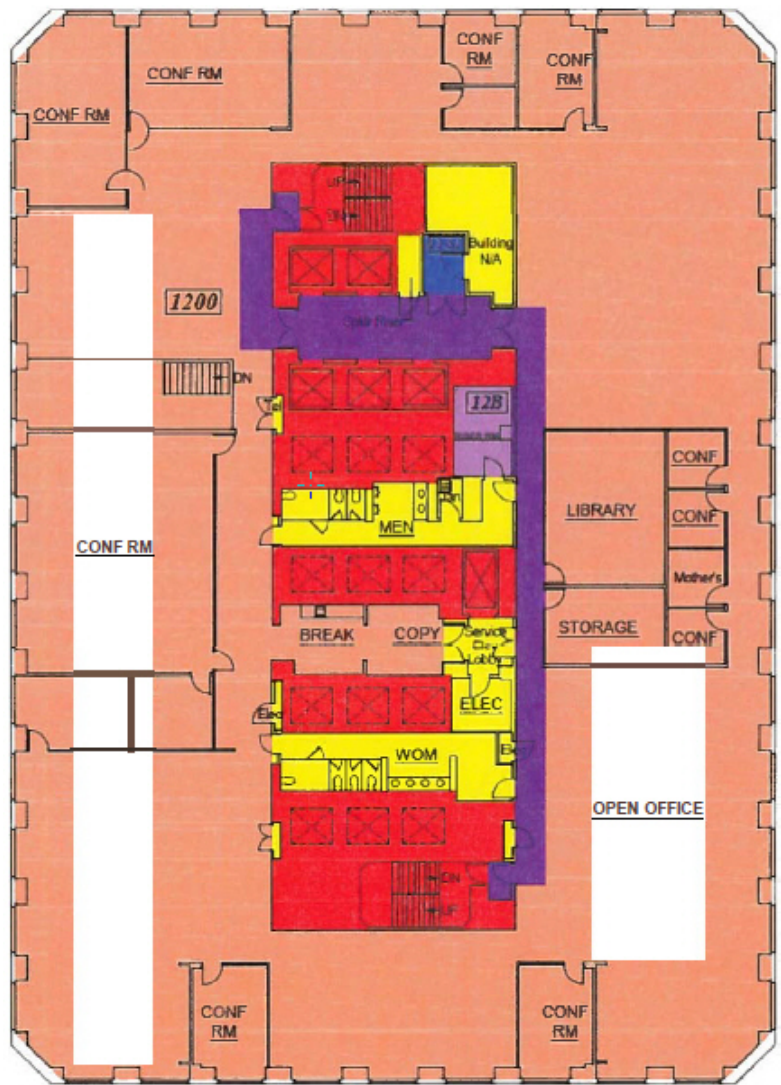 CONF
RM
CONF RM
CONF
RM
CONF RM
UP
DN
Building
N/A
1200
DN
Tel
12B
CONF
LIBRARY
CONF
MEN
CONF RM
Mother's
BREAK
COPY
Service
Elev
Lobby
STORAGE
CONF
ELEC
Elec
WOM
OPEN OFFICE
DN
UP
CONF
RM
CONF
RM